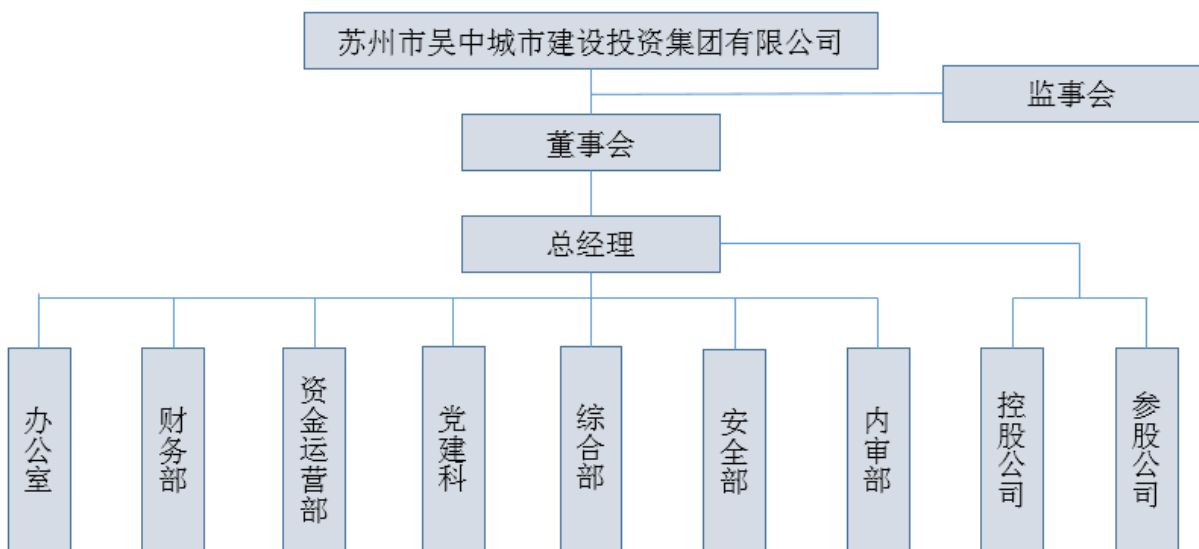 苏州市吴中城市建设投资集团有限公司
监事会
董事会
总经理
办公室
财务部
资金运营部
党建科
综合部
安全部
内审部
控股公司
参股公司